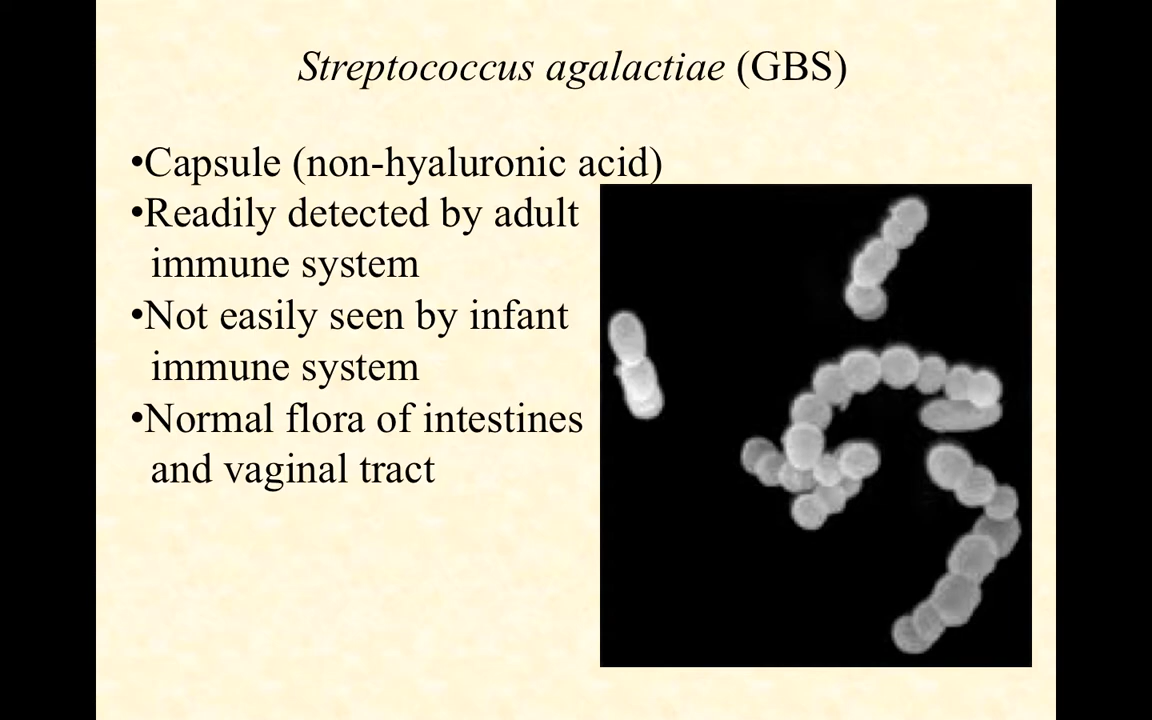 Streptococcus agalactiae (GBS)
•Capsule (non-hyaluronic acid)
•Readily detected by adult
immune system
•Not easily seen by infant
immune system
•Normal flora of intestines
and vaginal tract